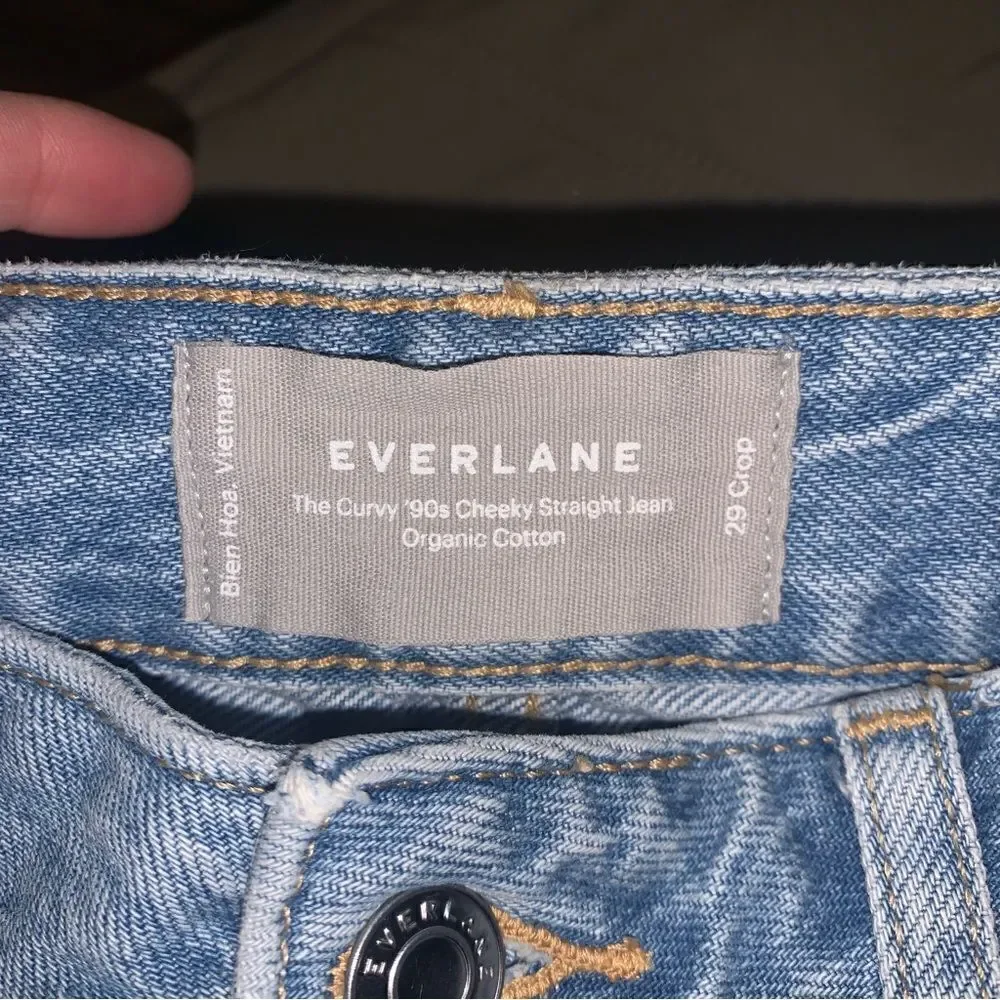 Bien Hoa, Vietnam
EVERLANE
The Curvy '90s Cheeky Straight Jean
Organic Cotton
29 Crop
EVERLANE